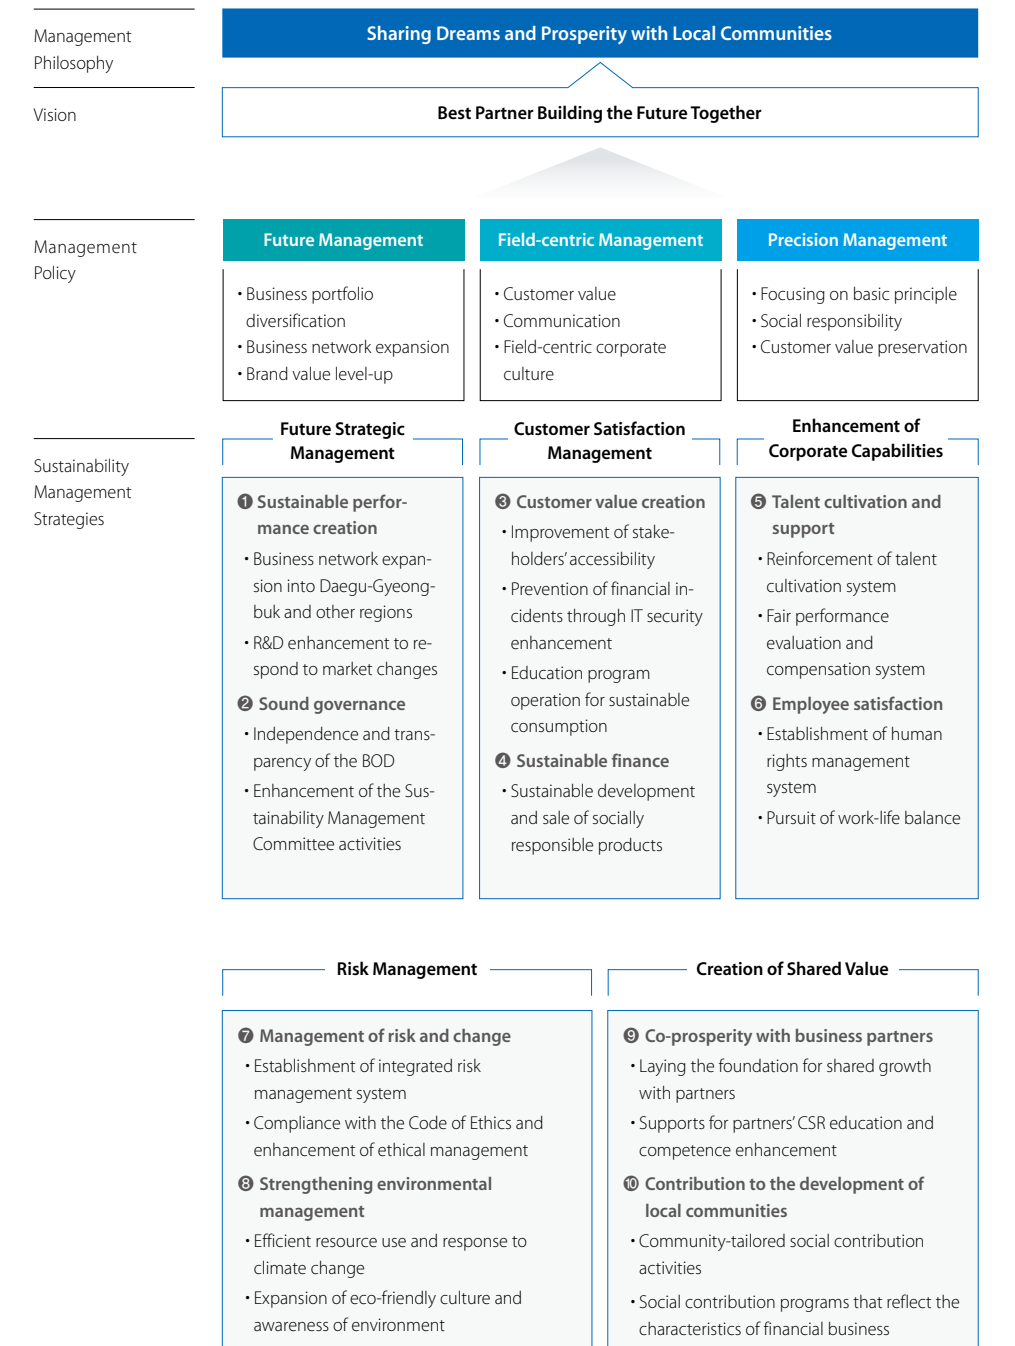 Management
Philosophy
Sharing Dreams and Prosperity with Local Communities
Vision
Best Partner Building the Future Together
Management
Policy
Future Management
• Business portfolio
diversification
• Business network expansion
• Brand value level-up
Field-centric Management
• Customer value
• Communication
• Field-centric corporate
culture
Precision Management
• Focusing on basic principle
• Social responsibility
• Customer value preservation
Sustainability
Management
Strategies
Future Strategic
Management
❶ Sustainable perfor-
mance creation
• Business network expan-
sion into Daegu-Gyeong-
buk and other regions
• R&D enhancement to re-
spond to market changes
❷ Sound governance
• Independence and trans-
parency of the BOD
• Enhancement of the Sus-
tainability Management
Committee activities
Customer Satisfaction
Management
❸ Customer value creation
• Improvement of stake-
holders' accessibility
• Prevention of financial in-
cidents through IT security
enhancement
• Education program
operation for sustainable
consumption
❹ Sustainable finance
• Sustainable development
and sale of socially
responsible products
Enhancement of
Corporate Capabilities
❺ Talent cultivation and
support
• Reinforcement of talent
cultivation system
• Fair performance
evaluation and
compensation system
❻ Employee satisfaction
• Establishment of human
rights management
system
• Pursuit of work-life balance
Risk Management
❼ Management of risk and change
• Establishment of integrated risk
management system
• Compliance with the Code of Ethics and
enhancement of ethical management
❽ Strengthening environmental
management
• Efficient resource use and response to
climate change
• Expansion of eco-friendly culture and
awareness of environment
Creation of Shared Value
❾ Co-prosperity with business partners
• Laying the foundation for shared growth
with partners
• Supports for partners' CSR education and
competence enhancement
❿ Contribution to the development of
local communities
• Community-tailored social contribution
activities
• Social contribution programs that reflect the
characteristics of financial business